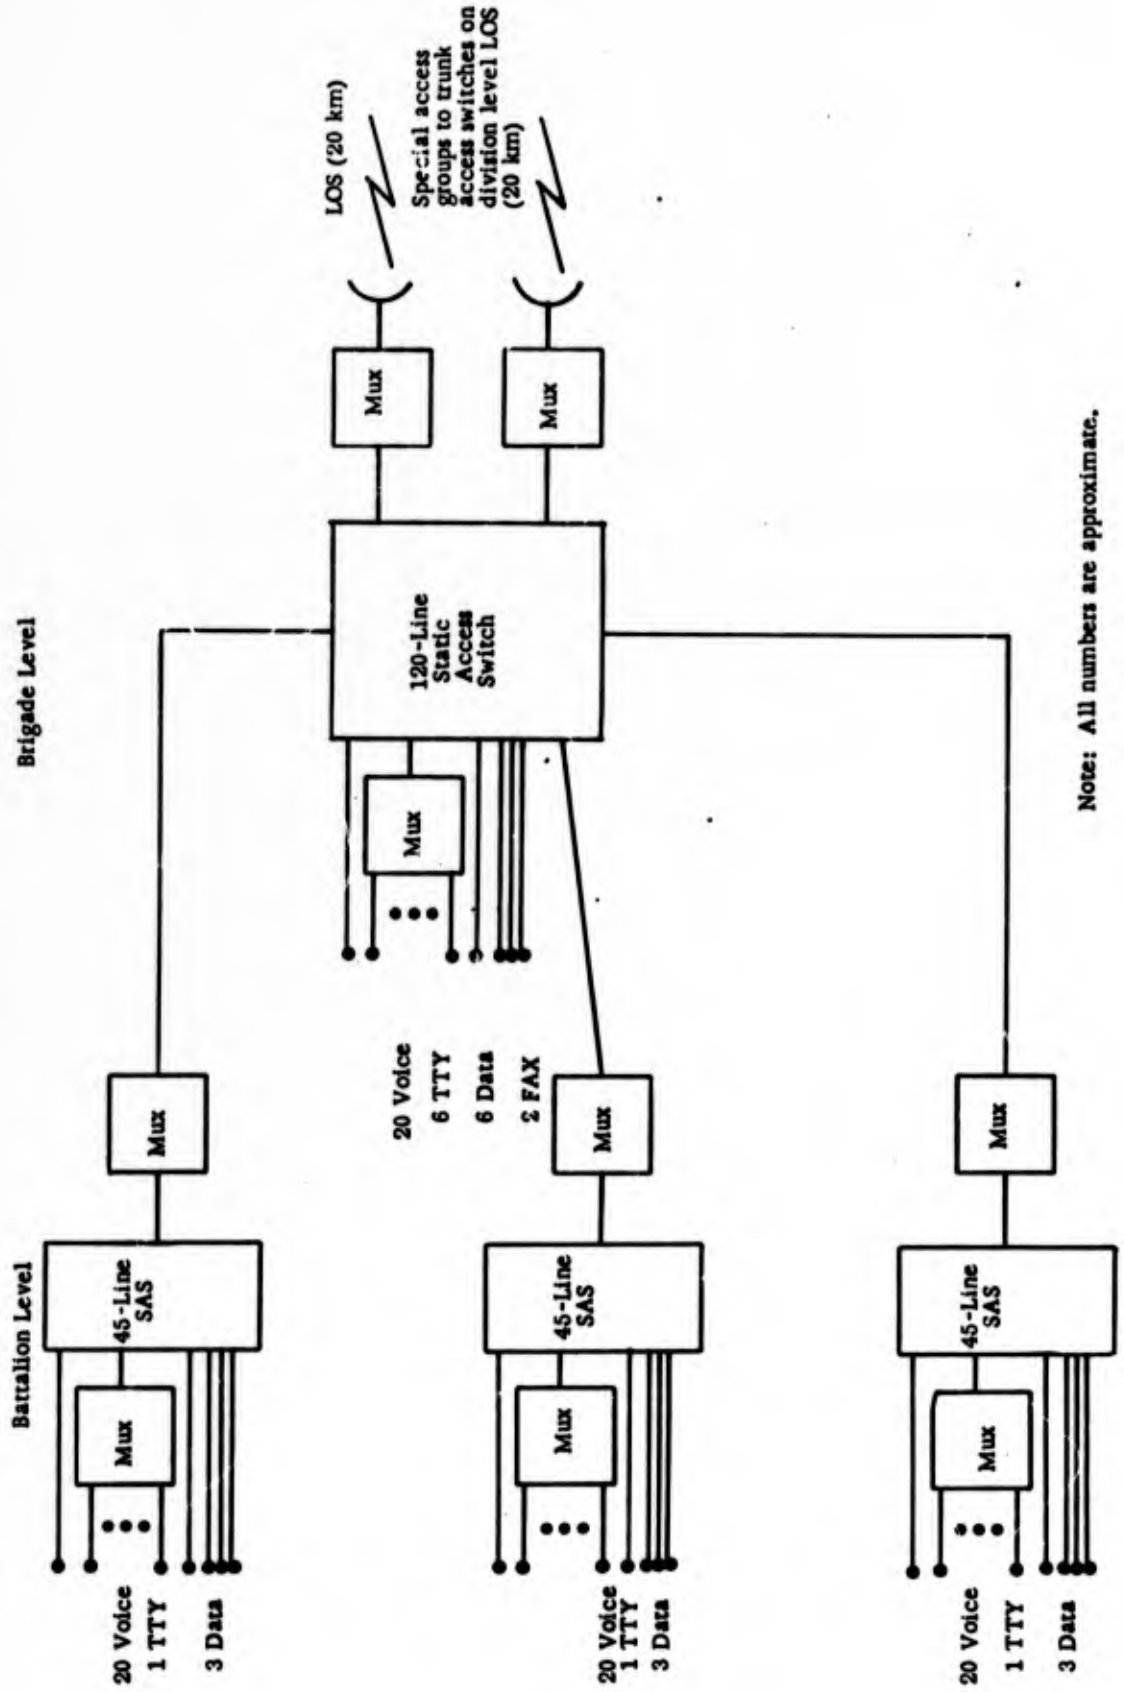 Battalion Level
Brigade Level
20 Voice
1 TTY
3 Data
Mux
45-Line
SAS
Mux
20 Voice
1 TTY
3 Data
Mux
45-Line
SAS
Mux
20 Voice
1 TTY
3 Data
Mux
45-Line
SAS
Mux
20 Voice
6 TTY
6 Data
2 FAX
Mux
120-Line
Static
Access
Switch
Mux
Mux
LOS (20 km)
Special access
groups to trunk
access switches on
division level LOS
(20 km)
Note: All numbers are approximate.